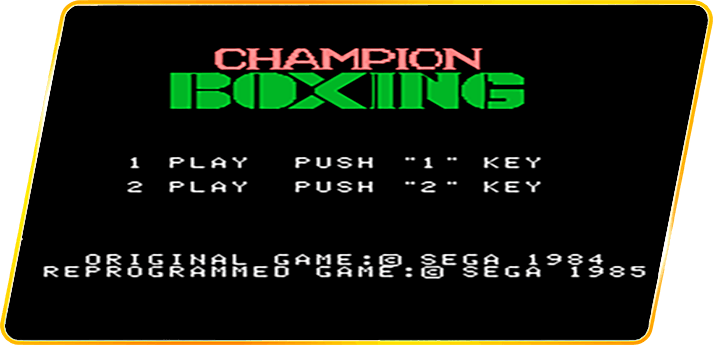 CHAMPION
BOXING
1 PLAY PUSH "1" KEY
2 PLAY PUSH "2" KEY
ORIGINAL GAME:© SEGA 1984
REPROGRAMMED GAME:© SEGA 1985